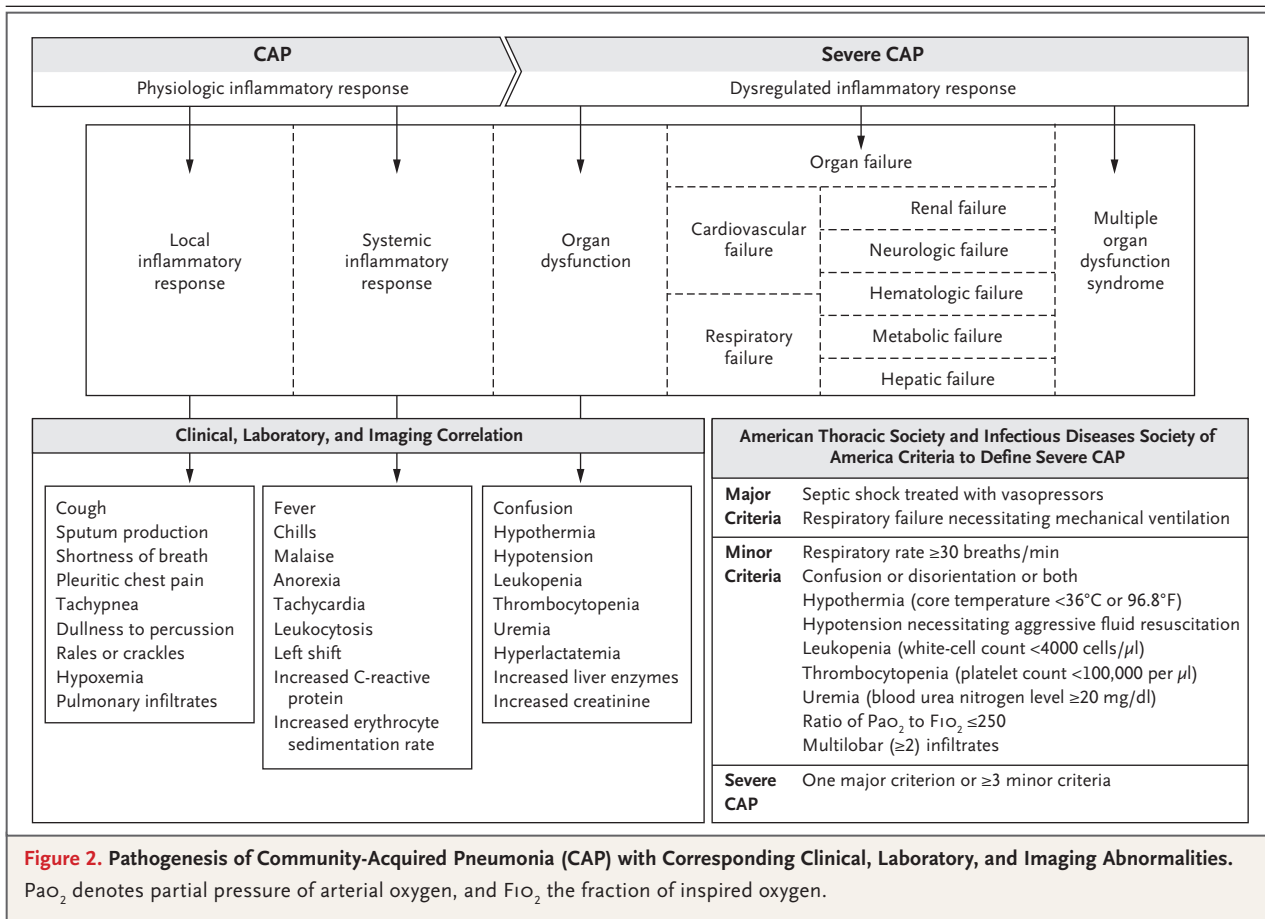 CAP
Physiologic inflammatory response
Severe CAP
Dysregulated inflammatory response
Local
inflammatory
response
Systemic
inflammatory
response
Organ
dysfunction
Organ failure
Cardiovascular
failure
Respiratory
failure
Renal failure
Neurologic failure
Hematologic failure
Metabolic failure
Hepatic failure
Multiple
organ
dysfunction
syndrome
Clinical, Laboratory, and Imaging Correlation
Cough
Sputum production
Shortness of breath
Pleuritic chest pain
Tachypnea
Dullness to percussion
Rales or crackles
Hypoxemia
Pulmonary infiltrates
Fever
Chills
Malaise
Anorexia
Tachycardia
Leukocytosis
Left shift
Increased C-reactive
protein
Increased erythrocyte
sedimentation rate
Confusion
Hypothermia
Hypotension
Leukopenia
Thrombocytopenia
Uremia
Hyperlactatemia
Increased liver enzymes
Increased creatinine
American Thoracic Society and Infectious Diseases Society of
America Criteria to Define Severe CAP
Major Septic shock treated with vasopressors
Criteria Respiratory failure necessitating mechanical ventilation
Minor Respiratory rate ≥30 breaths/min
Criteria Confusion or disorientation or both
Hypothermia (core temperature <36°C or 96.8°F)
Hypotension necessitating aggressive fluid resuscitation
Leukopenia (white-cell count <4000 cells/μl)
Thrombocytopenia (platelet count <100,000 per μl)
Uremia (blood urea nitrogen level ≥20 mg/dl)
Ratio of PaO₂ to FIO₂ ≤250
Multilobar (≥2) infiltrates
Severe One major criterion or ≥3 minor criteria
CAP
Figure 2. Pathogenesis of Community-Acquired Pneumonia (CAP) with Corresponding Clinical, Laboratory, and Imaging Abnormalities.
PaO₂ denotes partial pressure of arterial oxygen, and FIO₂ the fraction of inspired oxygen.